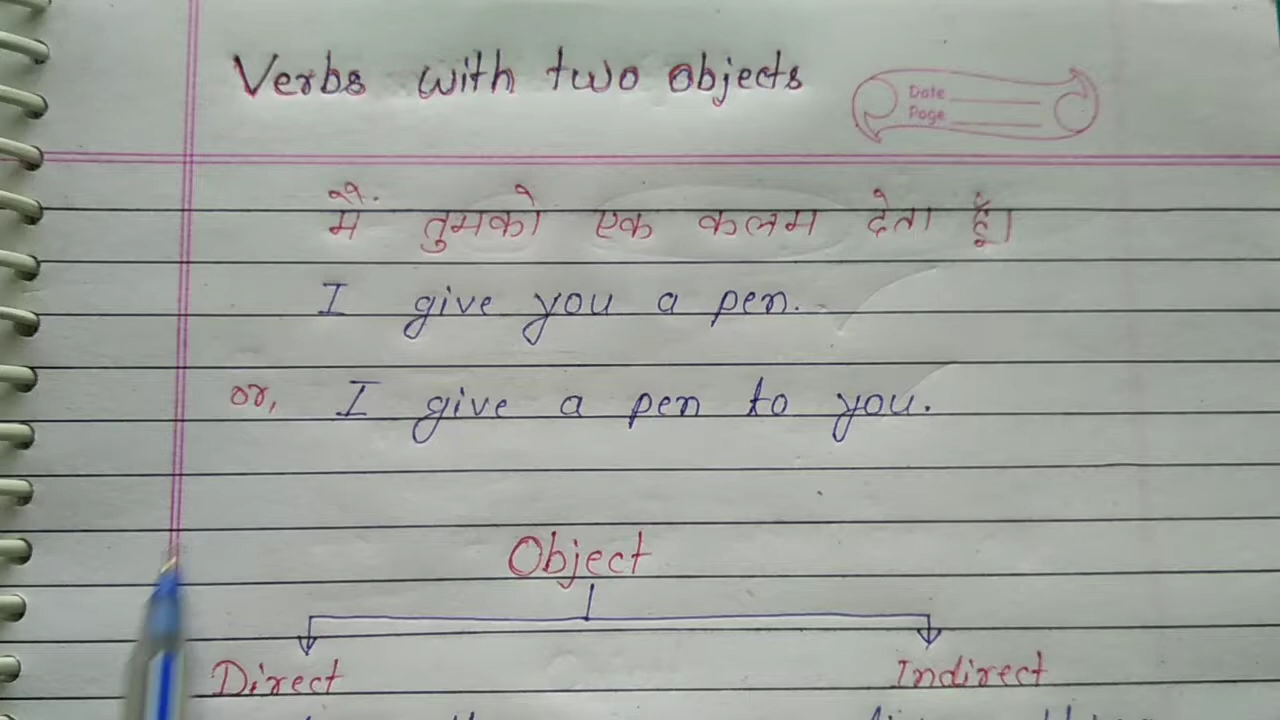 Verbs with two objects
Date
Page
मैं तुमको एक कलम देता हूँ।
I give you a pen.
or, I give a pen to you.
Object
Direct Indirect